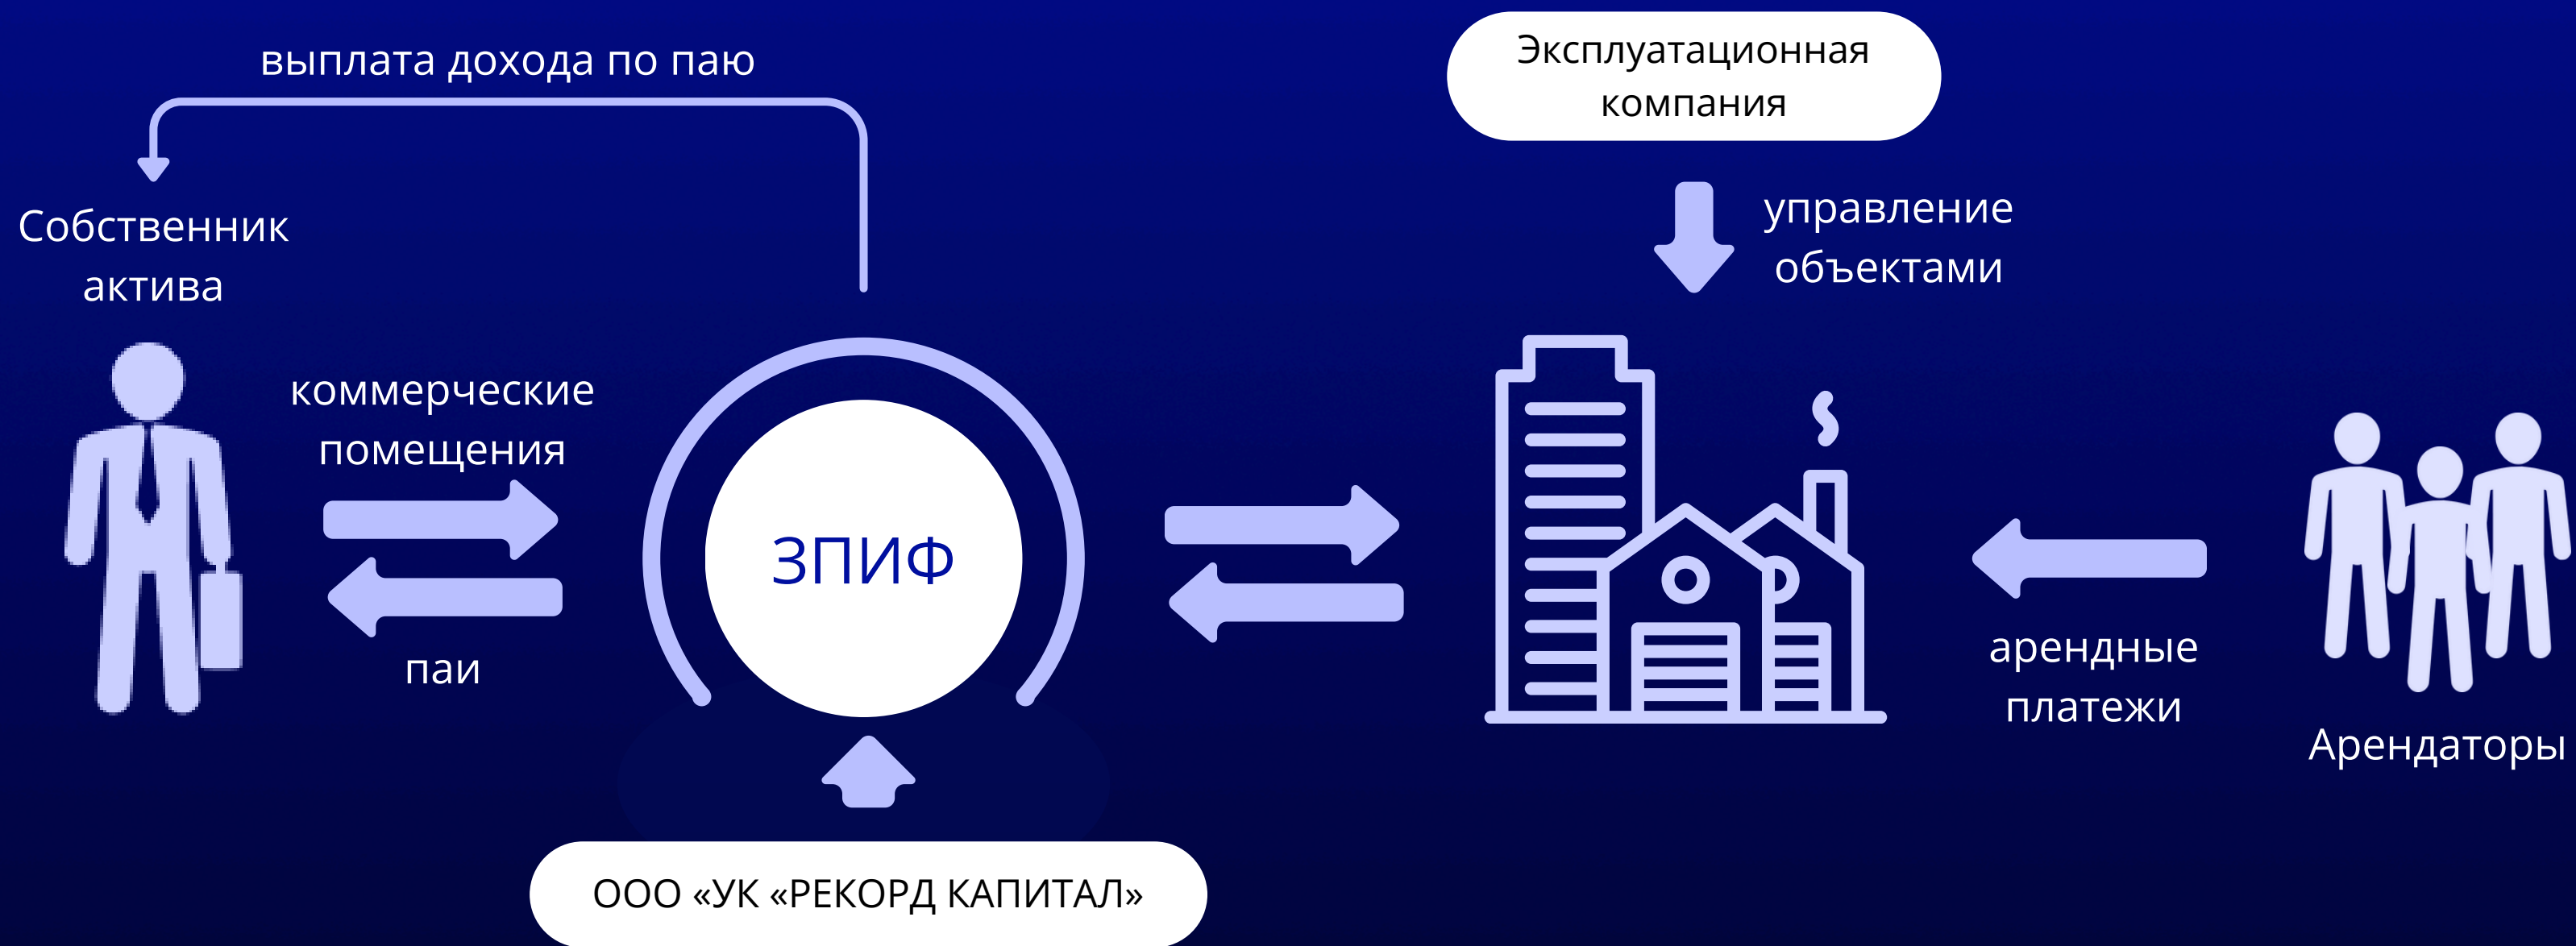 выплата дохода по паю
Эксплуатационная
компания
Собственник
актива
управление
объектами
коммерческие
помещения
ЗПИФ
паи
арендные
платежи
Арендаторы
ООО «УК «РЕКОРД КАПИТАЛ»